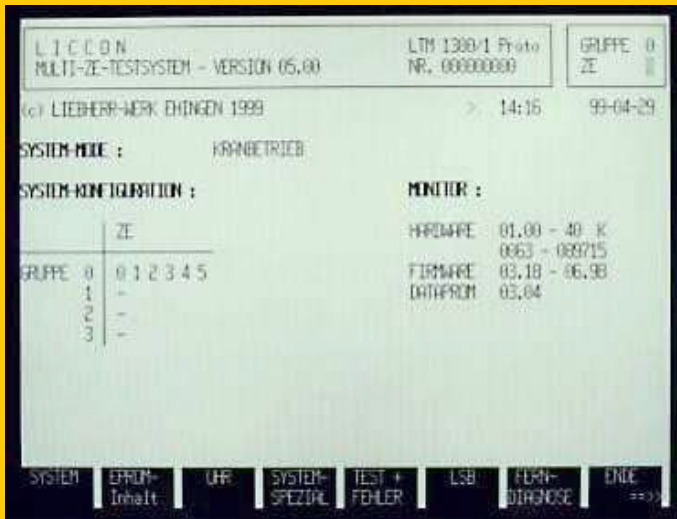 LICCON
MULTI-ZE-TESTSYSTEM - VERSION 05.00
LTM 1300/1 Proto
NR. 000000000
GRUPPE 0
ZE
(c) LIEBHERR-WERK EHINGEN 1999
> 14:16 99-04-29
SYSTEM-MODE : KRANBETRIEB
SYSTEM-KONFIGURATION :
ZE
GRUPPE 0 0 1 2 3 4 5
1 -
2 -
3 -
MONITOR :
HARDWARE 01.00 - 40 K
0063 - 089715
FIRMWARE 03.18 - 06.98
DATAPROM 03.04
SYSTEM
EPROM-
Inhalt
UHR
SYSTEM-
SPEZIAL
TEST +
FEHLER
LSB
FERN-
DIAGNOSE
ENDE
==>>